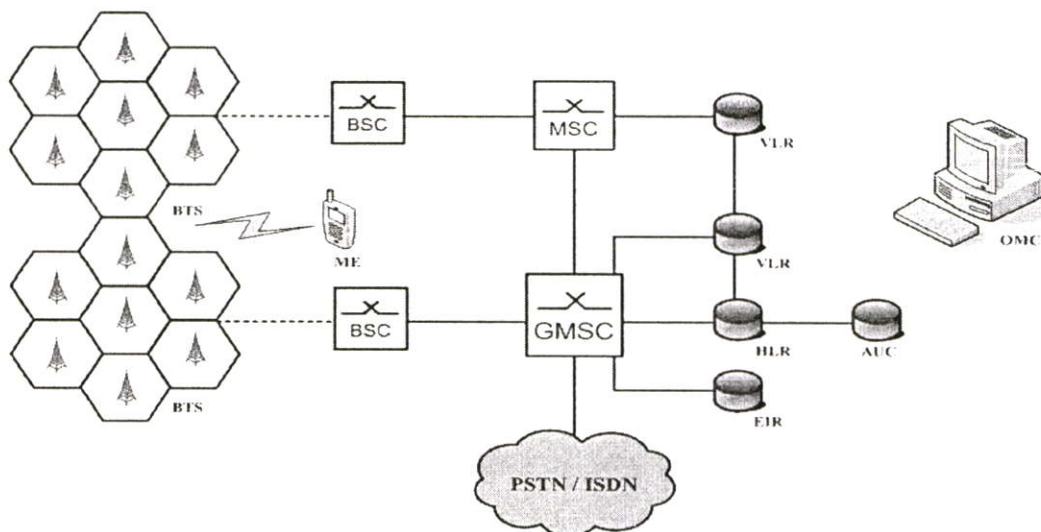 BSC
MSC
VLR
BTS
ME
VLR
OMC
BSC
GMSC
HLR
AUC
BTS
EIR
PSTN / ISDN